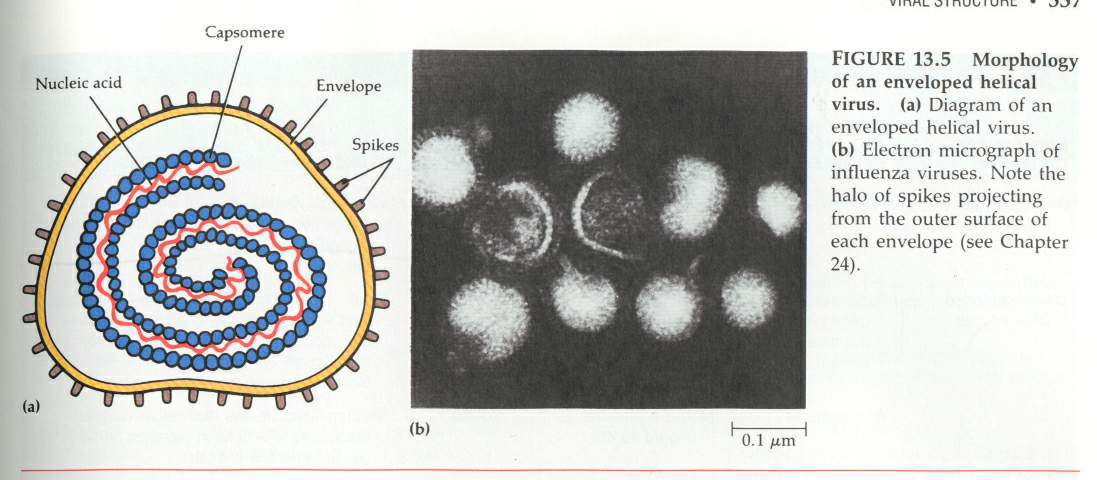 VIRAL STRUCTURE • 337
Capsomere
Nucleic acid
Envelope
Spikes
(a)
(b)
0.1 μm
FIGURE 13.5 Morphology
of an enveloped helical
virus. (a) Diagram of an
enveloped helical virus.
(b) Electron micrograph of
influenza viruses. Note the
halo of spikes projecting
from the outer surface of
each envelope (see Chapter
24).